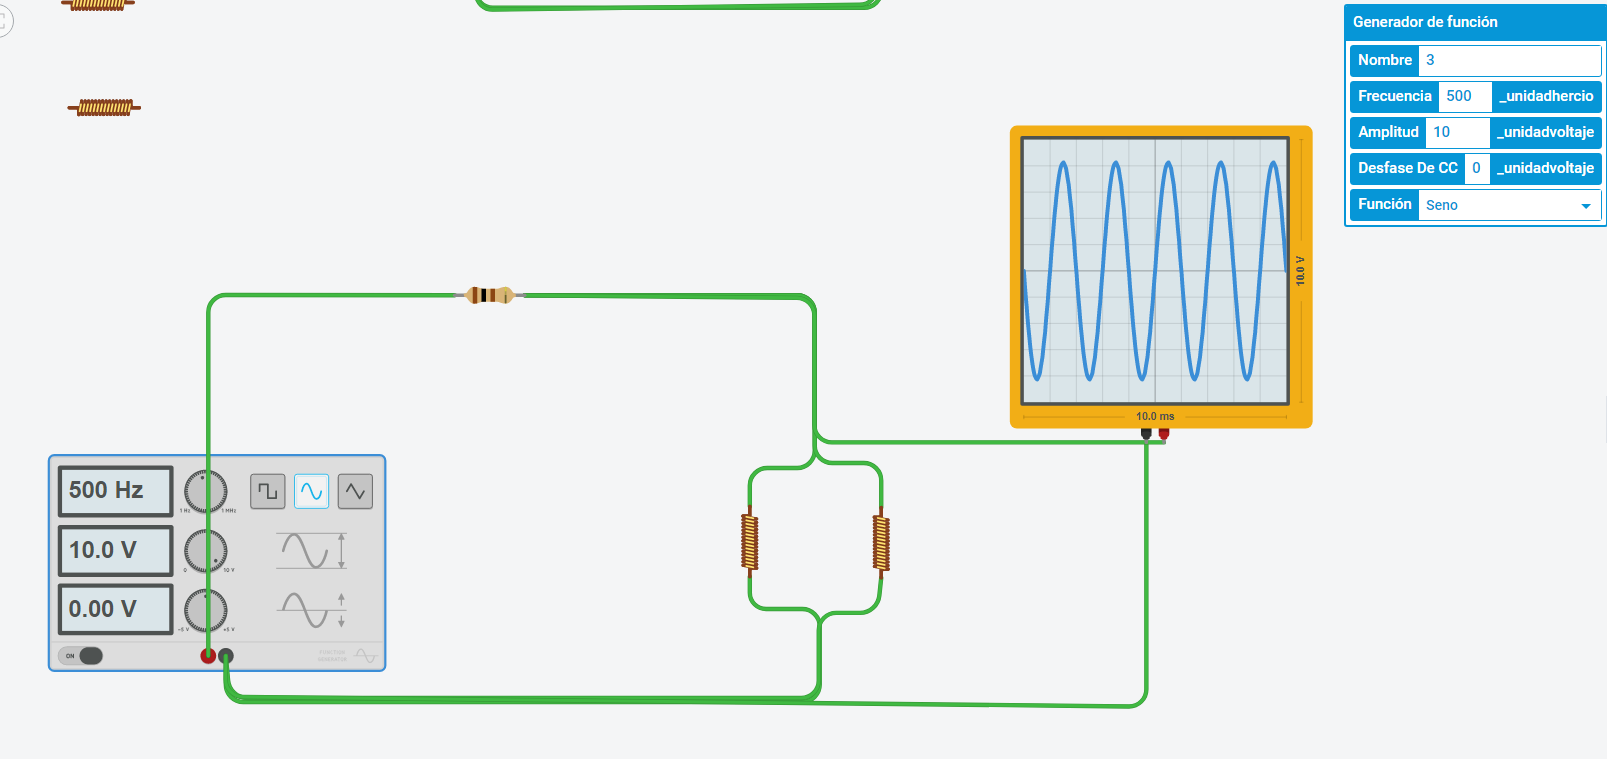 Generador de función
Nombre 3
Frecuencia 500 _unidadhercio
Amplitud 10 _unidadvoltaje
Desfase De CC 0 _unidadvoltaje
Función Seno
10.0 V
10.0 ms
500 Hz
1 Hz 1 MHz
10.0 V
0 10 V
0.00 V
-5 V +5 V
ON
FUNCTION
GENERATOR